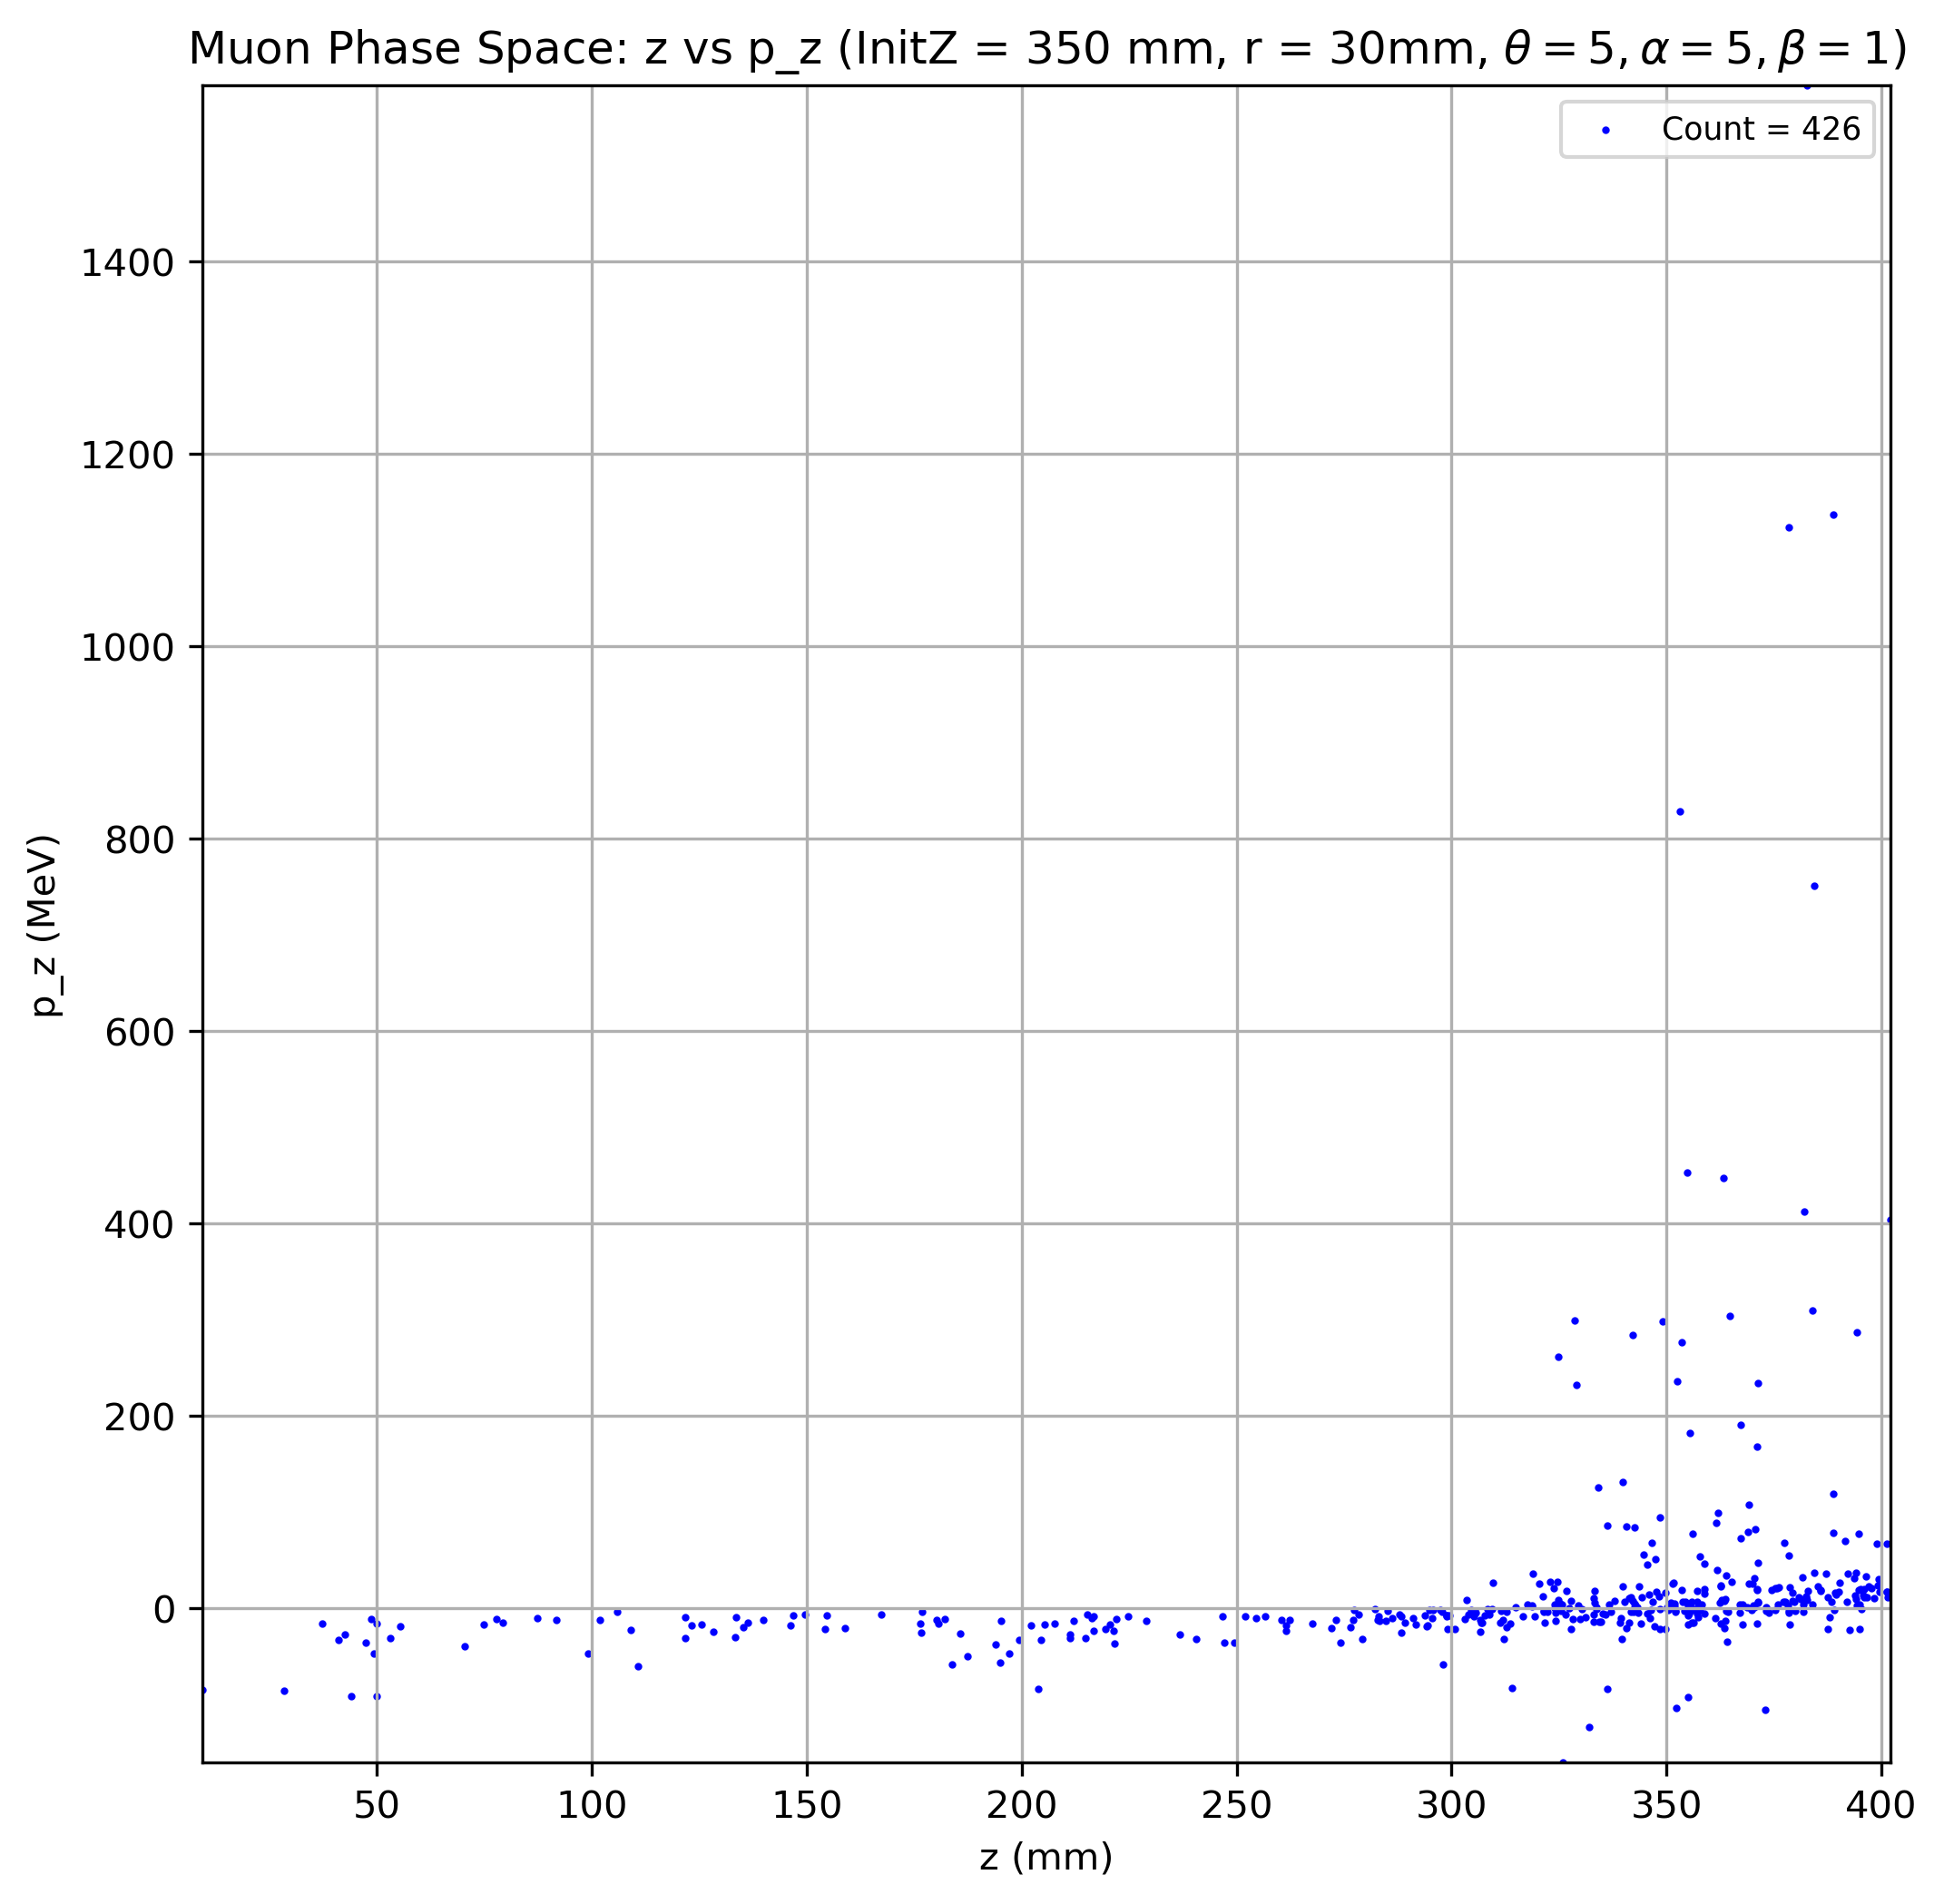 Muon Phase Space: z vs p_z (InitZ = 350 mm, r = 30mm, θ = 5, α = 5, β = 1)
Count = 426
1400
1200
1000
800
600
400
200
0
p_z (MeV)
50 100 150 200 250 300 350 400
z (mm)